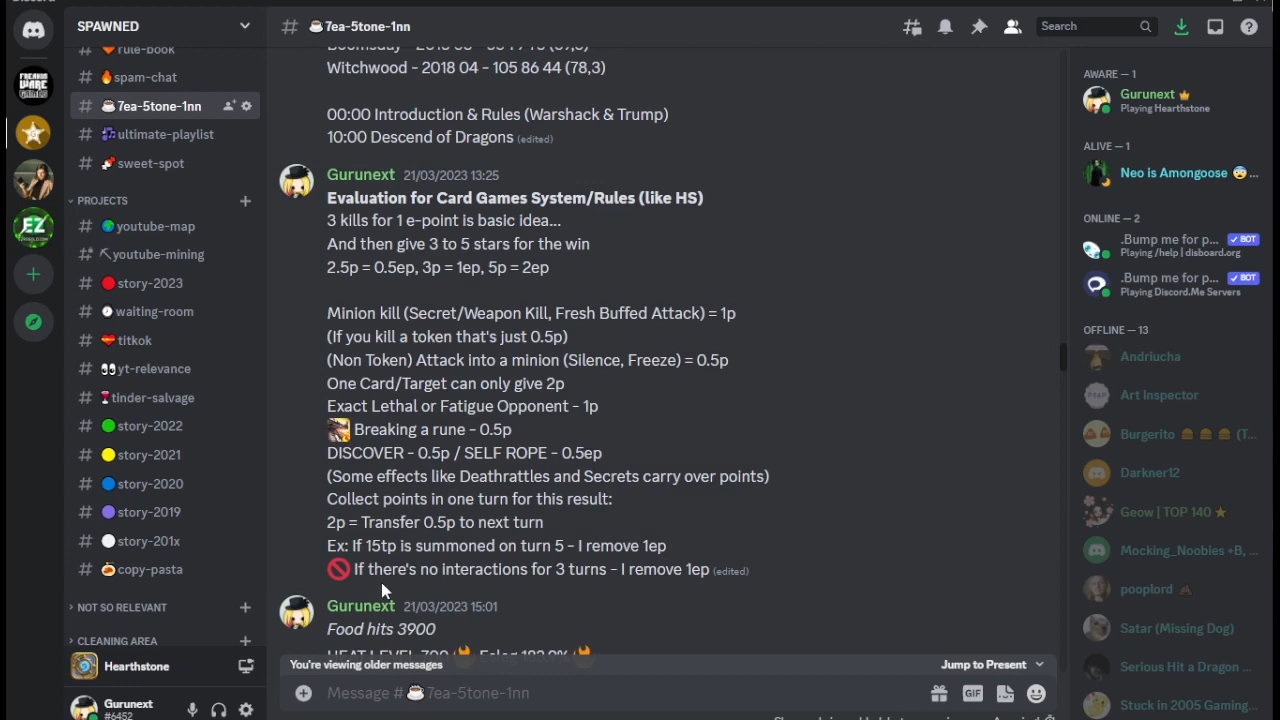 SPAWNED
rule-book
spam-chat
7ea-5tone-1nn
ultimate-playlist
sweet-spot
PROJECTS
youtube-map
youtube-mining
story-2023
waiting-room
titkok
yt-relevance
tinder-salvage
story-2022
story-2021
story-2020
story-2019
story-201x
copy-pasta
NOT SO RELEVANT
CLEANING AREA
Hearthstone
Gurunext
#6452
FREAKIN
WARE
GAMES
EZ
# 7ea-5tone-1nn
Search
Witchwood - 2018 04 - 105 86 44 (78,3)
00:00 Introduction & Rules (Warshack & Trump)
10:00 Descend of Dragons (edited)
Gurunext 21/03/2023 13:25
Evaluation for Card Games System/Rules (like HS)
3 kills for 1 e-point is basic idea...
And then give 3 to 5 stars for the win
2.5p = 0.5ep, 3p = 1ep, 5p = 2ep
Minion kill (Secret/Weapon Kill, Fresh Buffed Attack) = 1p
(If you kill a token that's just 0.5p)
(Non Token) Attack into a minion (Silence, Freeze) = 0.5p
One Card/Target can only give 2p
Exact Lethal or Fatigue Opponent - 1p
Breaking a rune - 0.5p
DISCOVER - 0.5p / SELF ROPE - 0.5ep
(Some effects like Deathrattles and Secrets carry over points)
Collect points in one turn for this result:
2p = Transfer 0.5p to next turn
Ex: If 15tp is summoned on turn 5 - I remove 1ep
If there's no interactions for 3 turns - I remove 1ep (edited)
Gurunext 21/03/2023 15:01
Food hits 3900
You're viewing older messages
Jump to Present
Message # 7ea-5tone-1nn
GIF
AWARE — 1
Gurunext
Playing Hearthstone
ALIVE — 1
Neo is Amongoose ...
ONLINE — 2
.Bump me for p... BOT
Playing /help | disboard.org
.Bump me for p... BOT
Playing Discord.Me Servers
OFFLINE — 13
Andriucha
Art Inspector
Burgerito (T...
Darkner12
Geow | TOP 140
Mocking_Noobies +B, ...
pooplord
Satar (Missing Dog)
Serious Hit a Dragon ...
Stuck in 2005 Gaming...